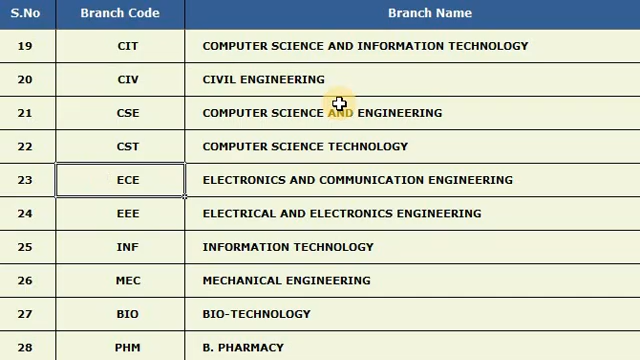 S.No Branch Code Branch Name
19 CIT COMPUTER SCIENCE AND INFORMATION TECHNOLOGY
20 CIV CIVIL ENGINEERING
21 CSE COMPUTER SCIENCE AND ENGINEERING
22 CST COMPUTER SCIENCE TECHNOLOGY
23 ECE ELECTRONICS AND COMMUNICATION ENGINEERING
24 EEE ELECTRICAL AND ELECTRONICS ENGINEERING
25 INF INFORMATION TECHNOLOGY
26 MEC MECHANICAL ENGINEERING
27 BIO BIO-TECHNOLOGY
28 PHM B. PHARMACY